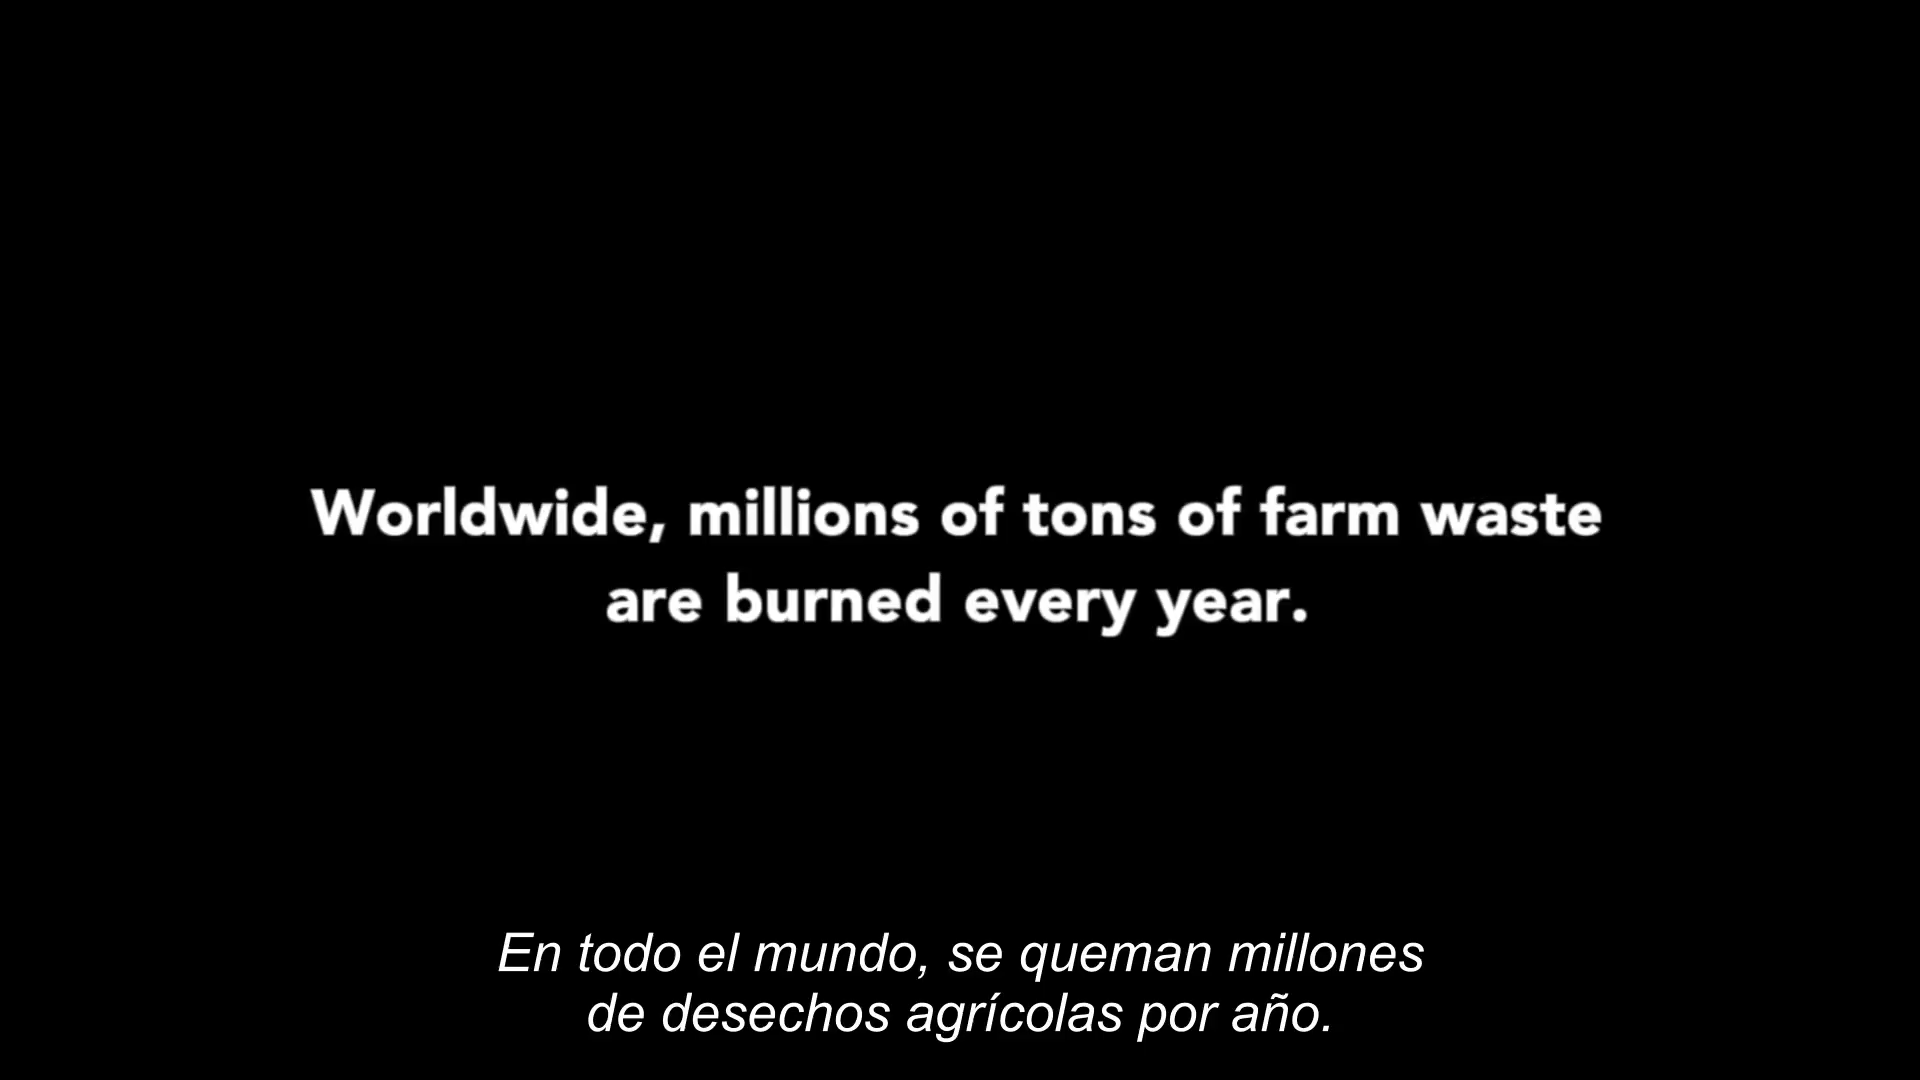 Worldwide, millions of tons of farm waste
are burned every year.
En todo el mundo, se queman millones
de desechos agrícolas por año.